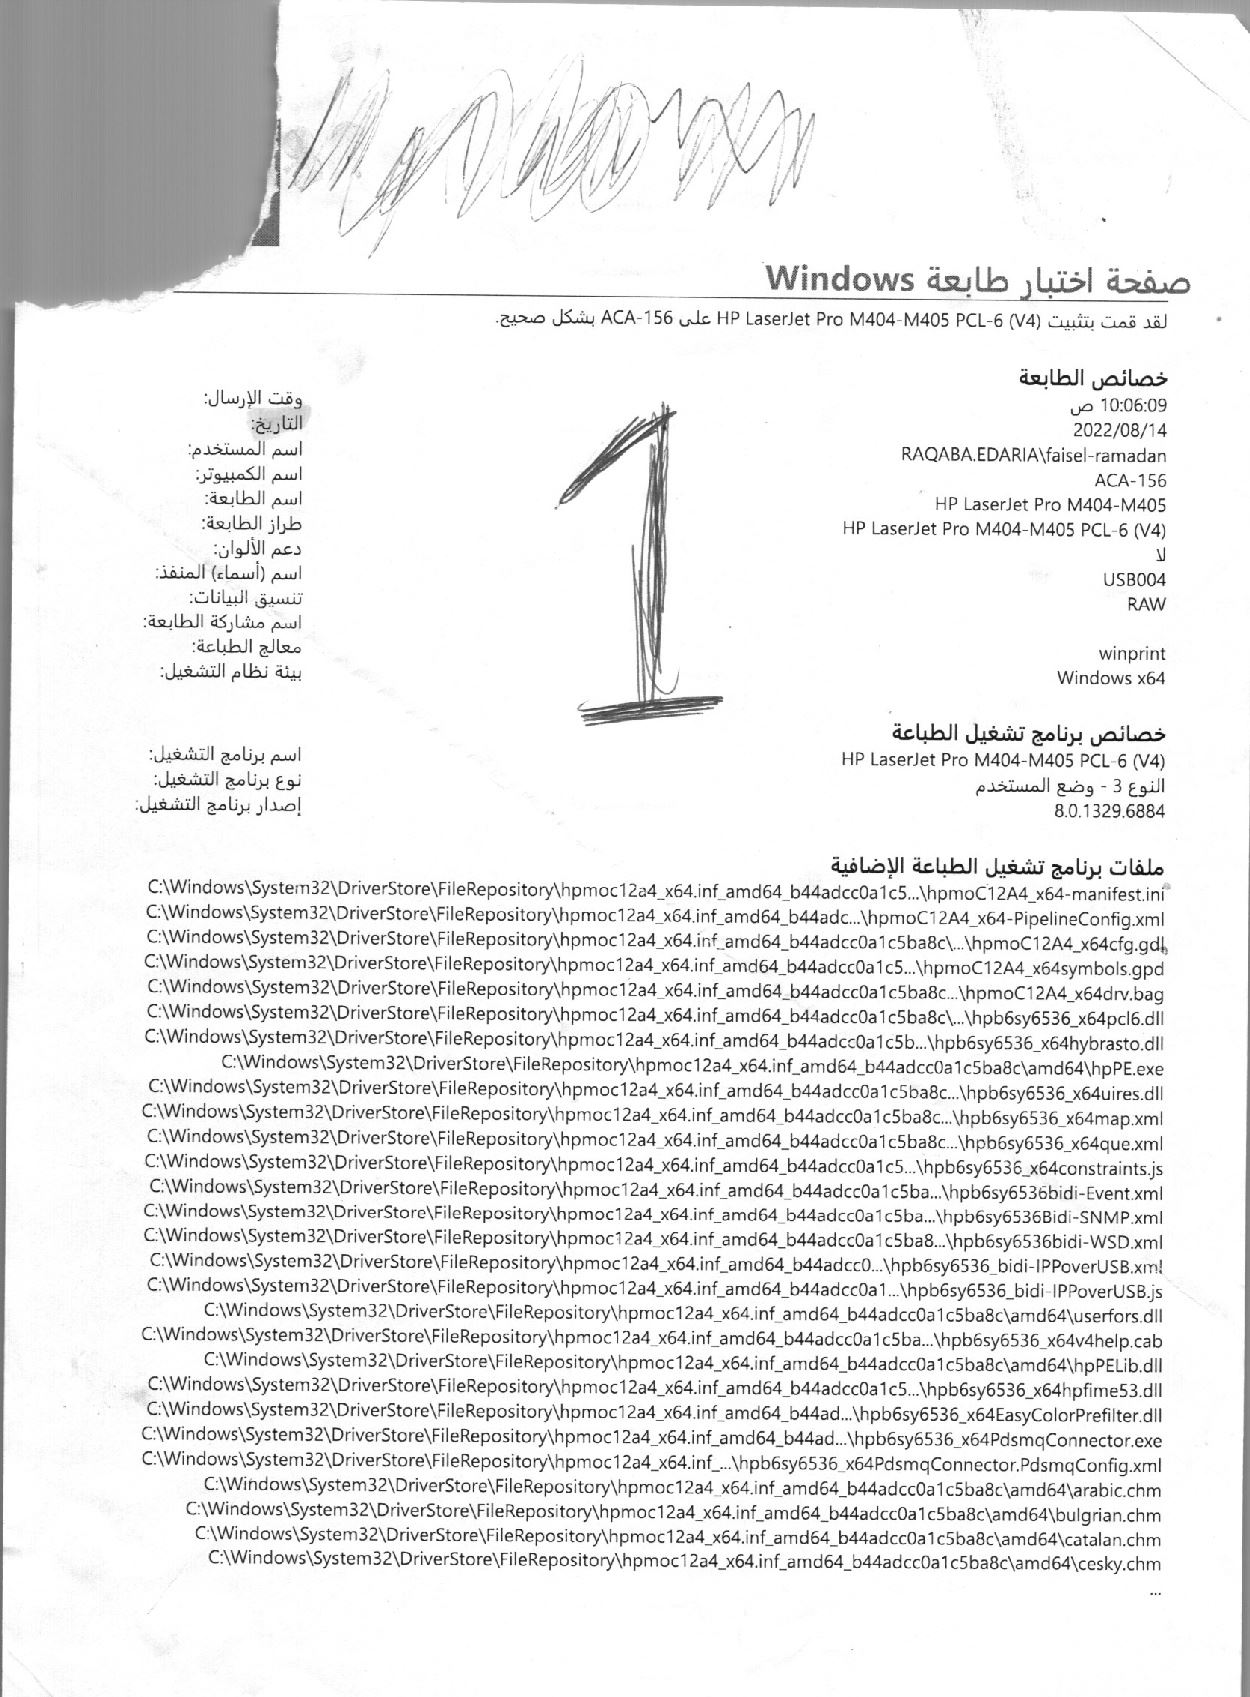 صفحة اختبار طابعة Windows
لقد قمت بتثبيت HP LaserJet Pro M404-M405 PCL-6 (V4) على ACA-156 بشكل صحيح.
خصائص الطابعة
وقت الإرسال: 10:06:09 ص
التاريخ: 2022/08/14
اسم المستخدم: RAQABA.EDARIA\faisel-ramadan
اسم الكمبيوتر: ACA-156
اسم الطابعة: HP LaserJet Pro M404-M405
طراز الطابعة: HP LaserJet Pro M404-M405 PCL-6 (V4)
دعم الألوان: لا
اسم (أسماء) المنفذ: USB004
تنسيق البيانات: RAW
اسم مشاركة الطابعة:
معالج الطباعة: winprint
بيئة نظام التشغيل: Windows x64
1
خصائص برنامج تشغيل الطباعة
اسم برنامج التشغيل: HP LaserJet Pro M404-M405 PCL-6 (V4)
نوع برنامج التشغيل: النوع 3 - وضع المستخدم
إصدار برنامج التشغيل: 8.0.1329.6884
ملفات برنامج تشغيل الطباعة الإضافية
C:\Windows\System32\DriverStore\FileRepository\hpmoc12a4_x64.inf_amd64_b44adcc0a1c5...\hpmoC12A4_x64-manifest.ini
C:\Windows\System32\DriverStore\FileRepository\hpmoc12a4_x64.inf_amd64_b44adc...\hpmoC12A4_x64-PipelineConfig.xml
C:\Windows\System32\DriverStore\FileRepository\hpmoc12a4_x64.inf_amd64_b44adcc0a1c5ba8c\...\hpmoC12A4_x64cfg.gdl
C:\Windows\System32\DriverStore\FileRepository\hpmoc12a4_x64.inf_amd64_b44adcc0a1c5...\hpmoC12A4_x64symbols.gpd
C:\Windows\System32\DriverStore\FileRepository\hpmoc12a4_x64.inf_amd64_b44adcc0a1c5ba8c...\hpmoC12A4_x64drv.bag
C:\Windows\System32\DriverStore\FileRepository\hpmoc12a4_x64.inf_amd64_b44adcc0a1c5ba8c\...\hpb6sy6536_x64pcl6.dll
C:\Windows\System32\DriverStore\FileRepository\hpmoc12a4_x64.inf_amd64_b44adcc0a1c5b...\hpb6sy6536_x64hybrasto.dll
C:\Windows\System32\DriverStore\FileRepository\hpmoc12a4_x64.inf_amd64_b44adcc0a1c5ba8c\amd64\hpPE.exe
C:\Windows\System32\DriverStore\FileRepository\hpmoc12a4_x64.inf_amd64_b44adcc0a1c5ba8c...\hpb6sy6536_x64uires.dll
C:\Windows\System32\DriverStore\FileRepository\hpmoc12a4_x64.inf_amd64_b44adcc0a1c5ba8c...\hpb6sy6536_x64map.xml
C:\Windows\System32\DriverStore\FileRepository\hpmoc12a4_x64.inf_amd64_b44adcc0a1c5ba8c...\hpb6sy6536_x64que.xml
C:\Windows\System32\DriverStore\FileRepository\hpmoc12a4_x64.inf_amd64_b44adcc0a1c5...\hpb6sy6536_x64constraints.js
C:\Windows\System32\DriverStore\FileRepository\hpmoc12a4_x64.inf_amd64_b44adcc0a1c5ba...\hpb6sy6536bidi-Event.xml
C:\Windows\System32\DriverStore\FileRepository\hpmoc12a4_x64.inf_amd64_b44adcc0a1c5ba...\hpb6sy6536Bidi-SNMP.xml
C:\Windows\System32\DriverStore\FileRepository\hpmoc12a4_x64.inf_amd64_b44adcc0a1c5ba8...\hpb6sy6536bidi-WSD.xml
C:\Windows\System32\DriverStore\FileRepository\hpmoc12a4_x64.inf_amd64_b44adcc0...\hpb6sy6536_bidi-IPPoverUSB.xml
C:\Windows\System32\DriverStore\FileRepository\hpmoc12a4_x64.inf_amd64_b44adcc0a1...\hpb6sy6536_bidi-IPPoverUSB.js
C:\Windows\System32\DriverStore\FileRepository\hpmoc12a4_x64.inf_amd64_b44adcc0a1c5ba8c\amd64\userfors.dll
C:\Windows\System32\DriverStore\FileRepository\hpmoc12a4_x64.inf_amd64_b44adcc0a1c5ba...\hpb6sy6536_x64v4help.cab
C:\Windows\System32\DriverStore\FileRepository\hpmoc12a4_x64.inf_amd64_b44adcc0a1c5ba8c\amd64\hpPELib.dll
C:\Windows\System32\DriverStore\FileRepository\hpmoc12a4_x64.inf_amd64_b44adcc0a1c5...\hpb6sy6536_x64hpfime53.dll
C:\Windows\System32\DriverStore\FileRepository\hpmoc12a4_x64.inf_amd64_b44ad...\hpb6sy6536_x64EasyColorPrefilter.dll
C:\Windows\System32\DriverStore\FileRepository\hpmoc12a4_x64.inf_amd64_b44ad...\hpb6sy6536_x64PdsmqConnector.exe
C:\Windows\System32\DriverStore\FileRepository\hpmoc12a4_x64.inf_...\hpb6sy6536_x64PdsmqConnector.PdsmqConfig.xml
C:\Windows\System32\DriverStore\FileRepository\hpmoc12a4_x64.inf_amd64_b44adcc0a1c5ba8c\amd64\arabic.chm
C:\Windows\System32\DriverStore\FileRepository\hpmoc12a4_x64.inf_amd64_b44adcc0a1c5ba8c\amd64\bulgrian.chm
C:\Windows\System32\DriverStore\FileRepository\hpmoc12a4_x64.inf_amd64_b44adcc0a1c5ba8c\amd64\catalan.chm
C:\Windows\System32\DriverStore\FileRepository\hpmoc12a4_x64.inf_amd64_b44adcc0a1c5ba8c\amd64\cesky.chm
...